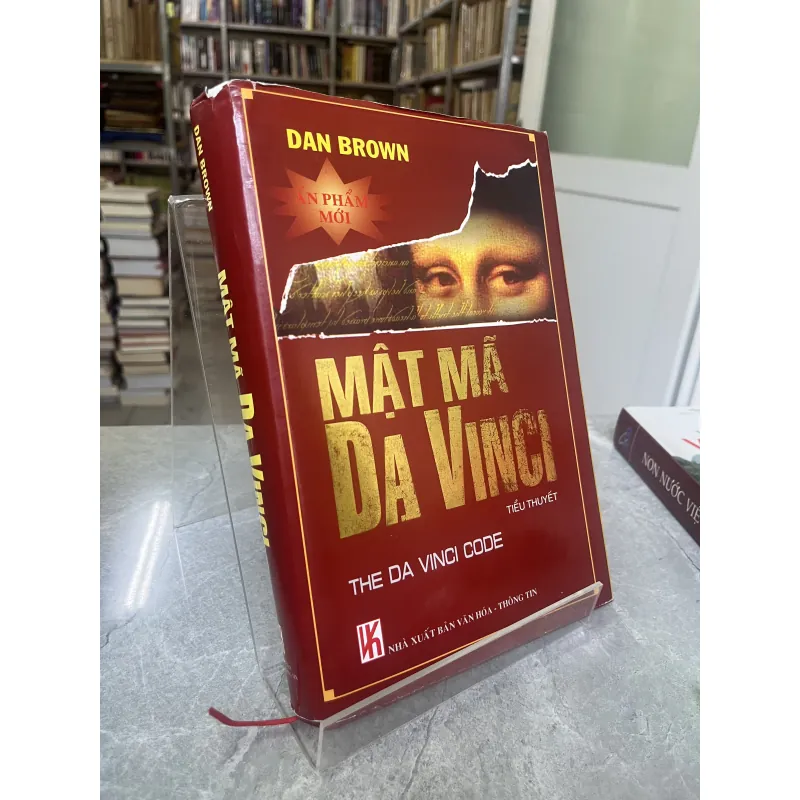 DAN BROWN
ẤN PHẨM
MỚI
MẬT MÃ
DA VINCI
TIỂU THUYẾT
THE DA VINCI CODE
NHÀ XUẤT BẢN VĂN HÓA - THÔNG TIN
DAN BROWN
MẬT MÃ DA VINCI
NON NƯỚC VIỆ